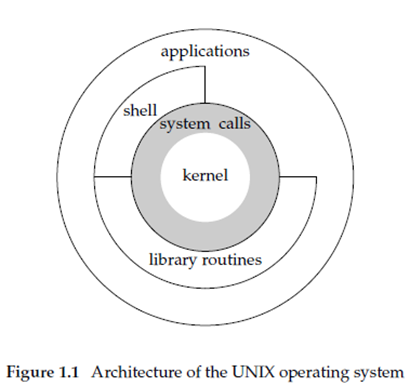 applications
shell
system calls
kernel
library routines
Figure 1.1 Architecture of the UNIX operating system